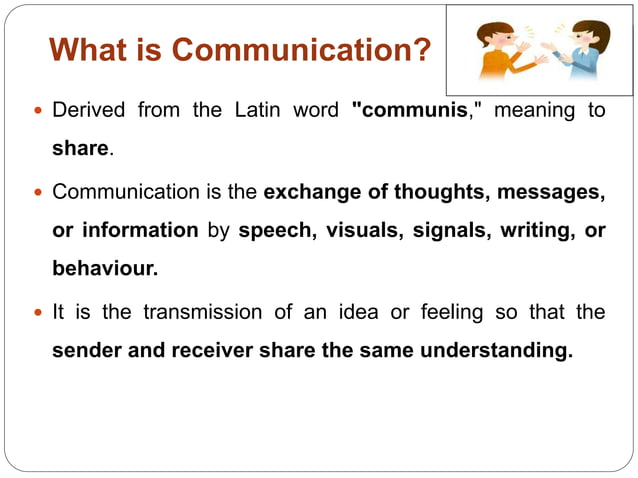 What is Communication?
Derived from the Latin word "communis," meaning to
share.
Communication is the exchange of thoughts, messages,
or information by speech, visuals, signals, writing, or
behaviour.
It is the transmission of an idea or feeling so that the
sender and receiver share the same understanding.